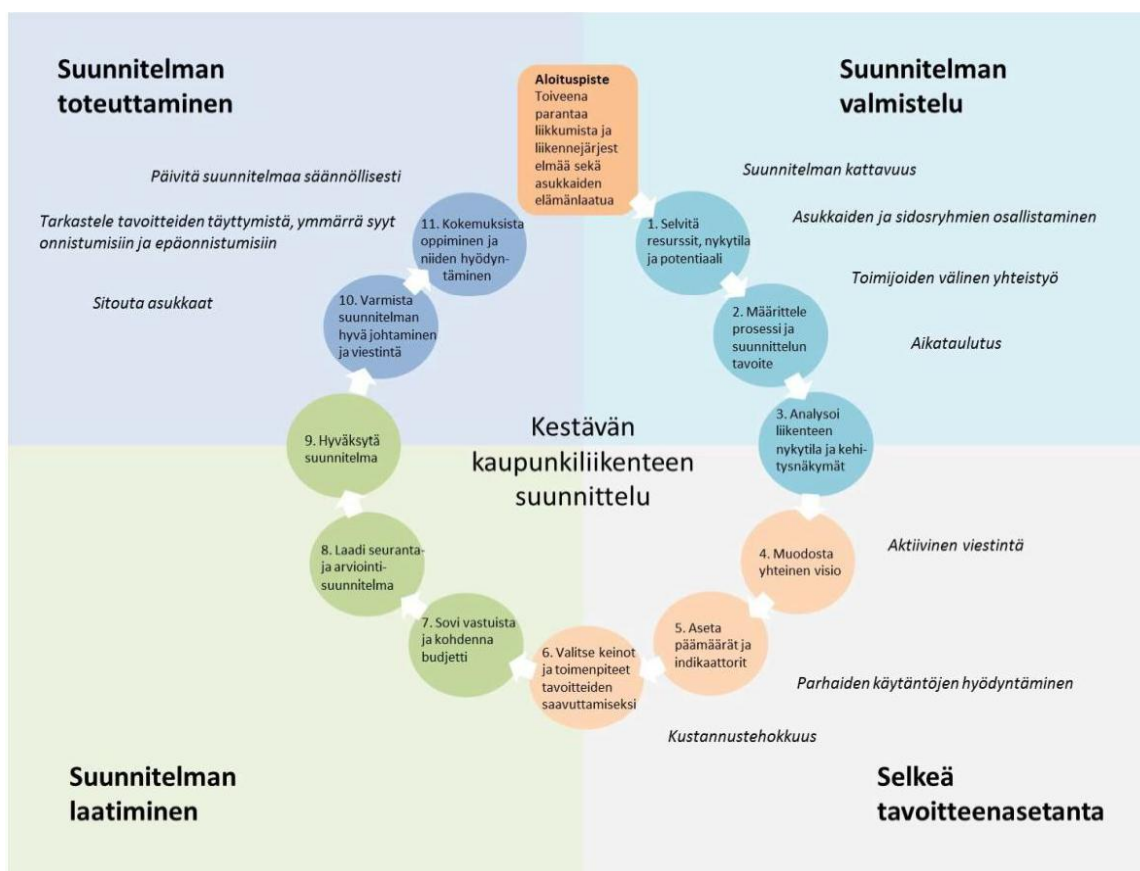 Suunnitelman
toteuttaminen
Päivitä suunnitelmaa säännöllisesti
Tarkastele tavoitteiden täyttymistä, ymmärrä syyt
onnistumisiin ja epäonnistumisiin
Sitouta asukkaat
Aloituspiste
Toiveena
parantaa
liikkumista ja
liikennejärjest
elmää sekä
asukkaiden
elämänlaatua
Suunnitelman
valmistelu
Suunnitelman kattavuus
Asukkaiden ja sidosryhmien osallistaminen
Toimijoiden välinen yhteistyö
Aikataulutus
1. Selvitä
resurssit, nykytila
ja potentiaali
2. Määrittele
prosessi ja
suunnittelun
tavoite
3. Analysoi
liikenteen
nykytila ja kehi-
tysnäkymät
Kestävän
kaupunkiliikenteen
suunnittelu
4. Muodosta
yhteinen visio
5. Aseta
päämäärät ja
indikaattorit
6. Valitse keinot
ja toimenpiteet
tavoitteiden
saavuttamiseksi
Aktiivinen viestintä
Parhaiden käytäntöjen hyödyntäminen
Kustannustehokkuus
Selkeä
tavoitteenasetanta
7. Sovi vastuista
ja kohdenna
budjetti
8. Laadi seuranta-
ja arviointi-
suunnitelma
9. Hyväksytä
suunnitelma
Suunnitelman
laatiminen
10. Varmista
suunnitelman
hyvä johtaminen
ja viestintä
11. Kokemuksista
oppiminen ja
niiden hyödyn-
täminen